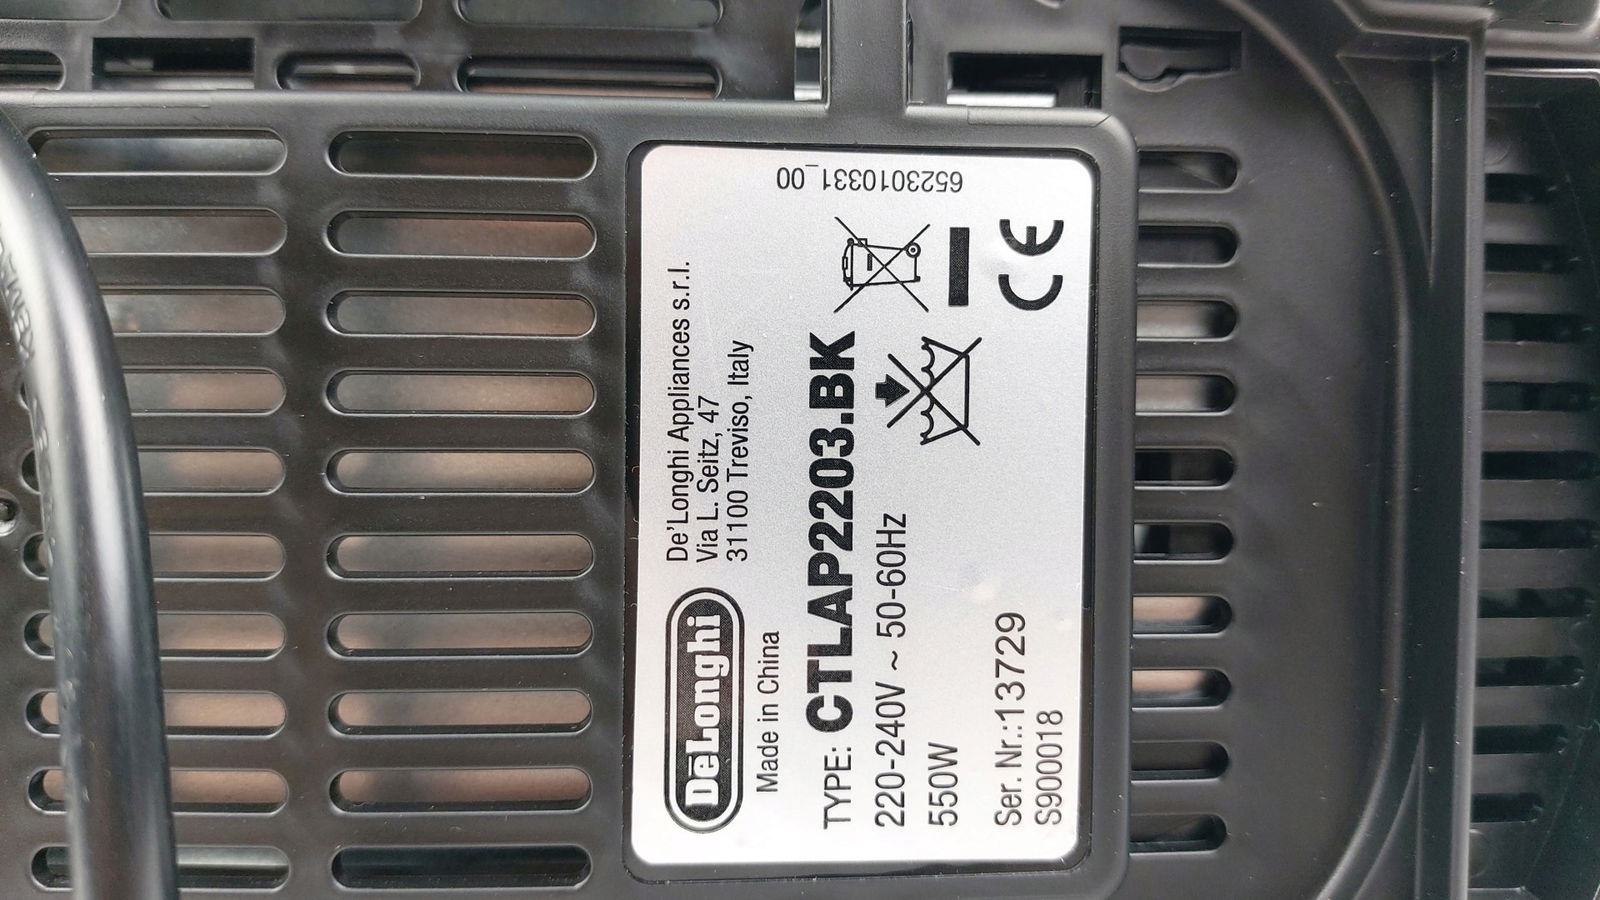 De'Longhi Appliances s.r.l.
Via L. Seitz, 47
31100 Treviso, Italy
DeLonghi
Made in China
TYPE: CTLAP2203.BK
220-240V ~ 50-60Hz
550W
Ser. Nr.:13729
S900018
CE
6523010331_00